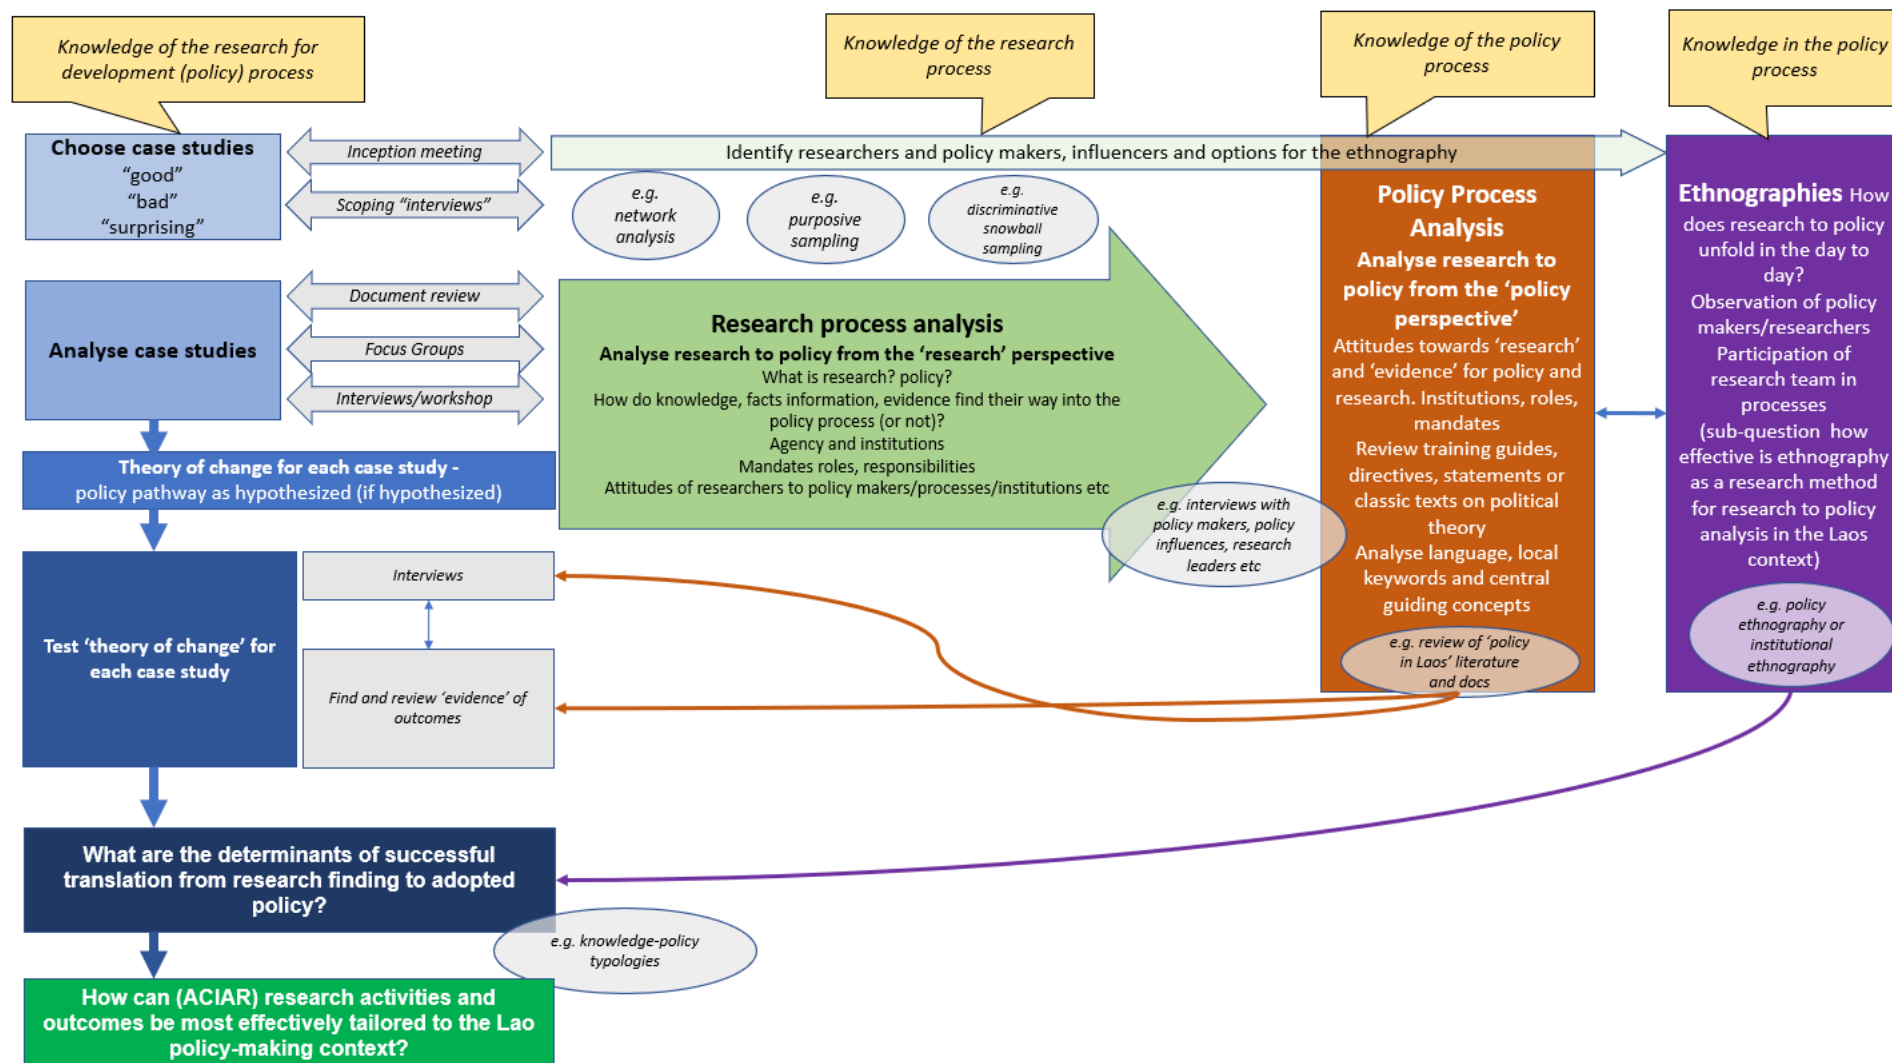 Knowledge of the research for
development (policy) process
Knowledge of the research
process
Knowledge of the policy
process
Knowledge in the policy
process
Choose case studies
“good”
“bad”
“surprising”
Inception meeting
Scoping “interviews”
Identify researchers and policy makers, influencers and options for the ethnography
e.g.
network
analysis
e.g.
purposive
sampling
e.g.
discriminative
snowball
sampling
Analyse case studies
Document review
Focus Groups
Interviews/workshop
Research process analysis
Analyse research to policy from the ‘research’ perspective
What is research? policy?
How do knowledge, facts information, evidence find their way into the
policy process (or not)?
Agency and institutions
Mandates roles, responsibilities
Attitudes of researchers to policy makers/processes/institutions etc
e.g. interviews with
policy makers, policy
influences, research
leaders etc
Policy Process
Analysis
Analyse research to
policy from the ‘policy
perspective’
Attitudes towards ‘research’
and ‘evidence’ for policy and
research. Institutions, roles,
mandates
Review training guides,
directives, statements or
classic texts on political
theory
Analyse language, local
keywords and central
guiding concepts
e.g. review of ‘policy
in Laos’ literature
and docs
Ethnographies How
does research to policy
unfold in the day to
day?
Observation of policy
makers/researchers
Participation of
research team in
processes
(sub-question how
effective is ethnography
as a research method
for research to policy
analysis in the Laos
context)
e.g. policy
ethnography or
institutional
ethnography
Theory of change for each case study -
policy pathway as hypothesized (if hypothesized)
Test ‘theory of change’ for
each case study
Interviews
Find and review ‘evidence’ of
outcomes
What are the determinants of successful
translation from research finding to adopted
policy?
e.g. knowledge-policy
typologies
How can (ACIAR) research activities and
outcomes be most effectively tailored to the Lao
policy-making context?